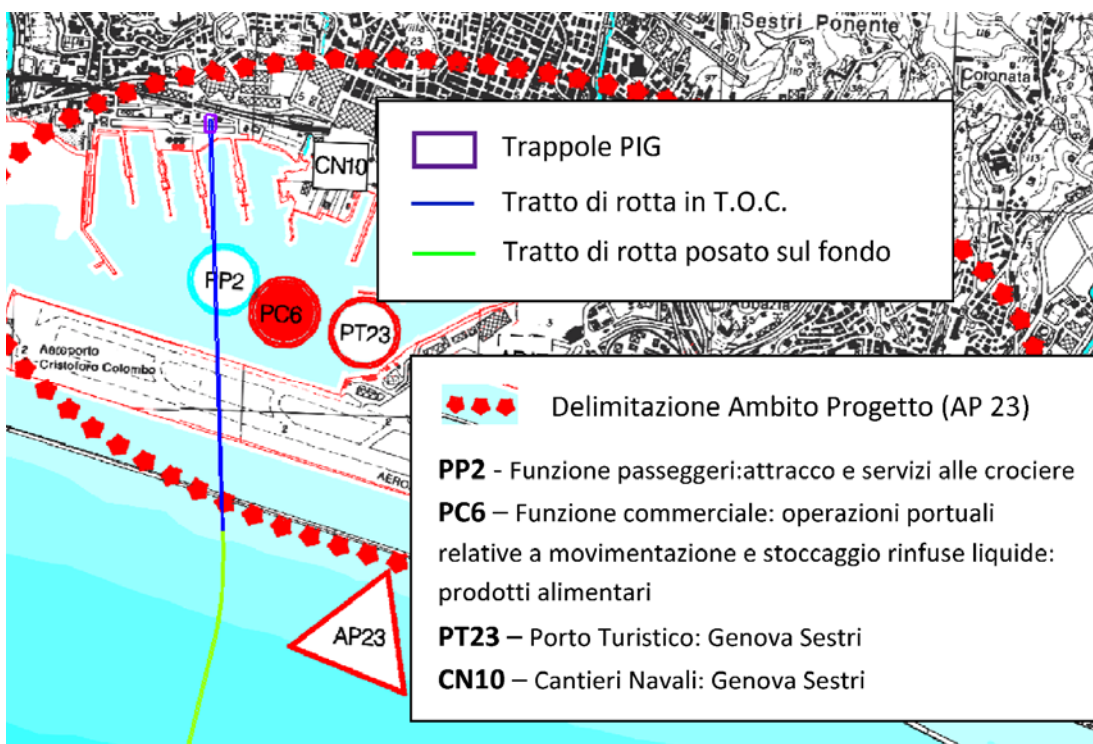 Sestri Ponente
Coronata
CN10
Trappole PIG
Tratto di rotta in T.O.C.
Tratto di rotta posato sul fondo
PP2
PC6
PT23
Aeroporto
Cristoforo Colombo
Delimitazione Ambito Progetto (AP 23)
PP2 - Funzione passeggeri:attracco e servizi alle crociere
PC6 – Funzione commerciale: operazioni portuali
relative a movimentazione e stoccaggio rinfuse liquide:
prodotti alimentari
PT23 – Porto Turistico: Genova Sestri
CN10 – Cantieri Navali: Genova Sestri
AP23